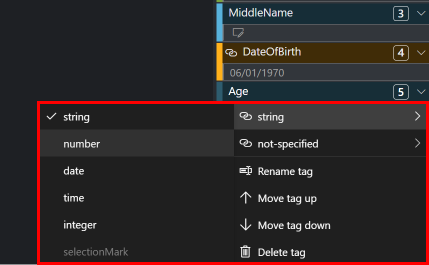 MiddleName 3
DateOfBirth 4
06/01/1970
Age 5
string string
number not-specified
date Rename tag
time Move tag up
integer Move tag down
selectionMark Delete tag